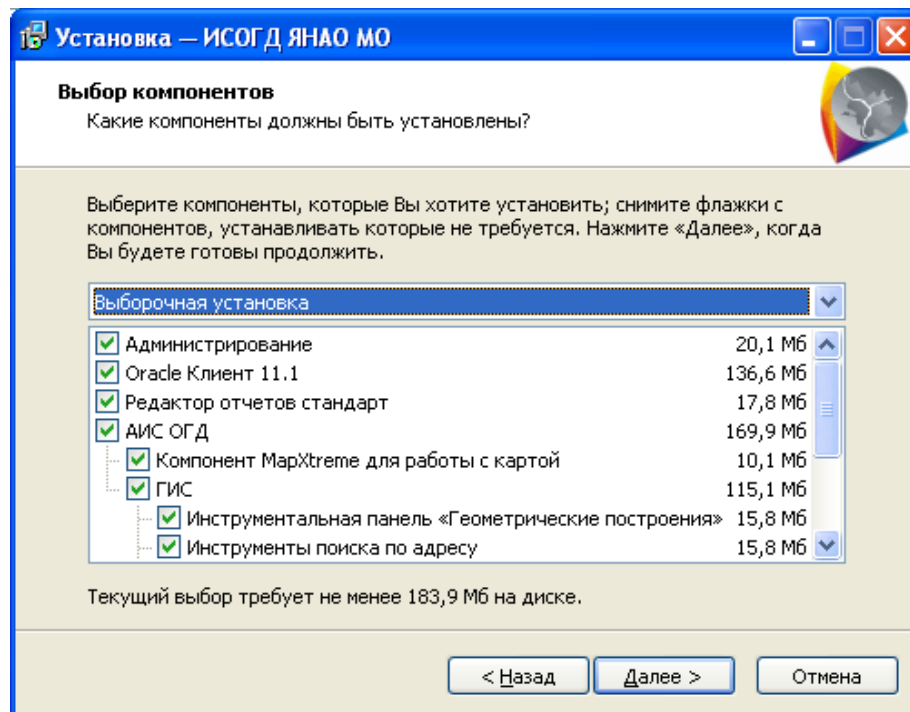 Установка — ИСОГД ЯНАО МО
Выбор компонентов
Какие компоненты должны быть установлены?
Выберите компоненты, которые Вы хотите установить; снимите флажки с
компонентов, устанавливать которые не требуется. Нажмите «Далее», когда
Вы будете готовы продолжить.
Выборочная установка
Администрирование 20,1 Мб
Oracle Клиент 11.1 136,6 Мб
Редактор отчетов стандарт 17,8 Мб
АИС ОГД 169,9 Мб
Компонент MapXtreme для работы с картой 10,1 Мб
ГИС 115,1 Мб
Инструментальная панель «Геометрические построения» 15,8 Мб
Инструменты поиска по адресу 15,8 Мб
Текущий выбор требует не менее 183,9 Мб на диске.
< Назад Далее > Отмена